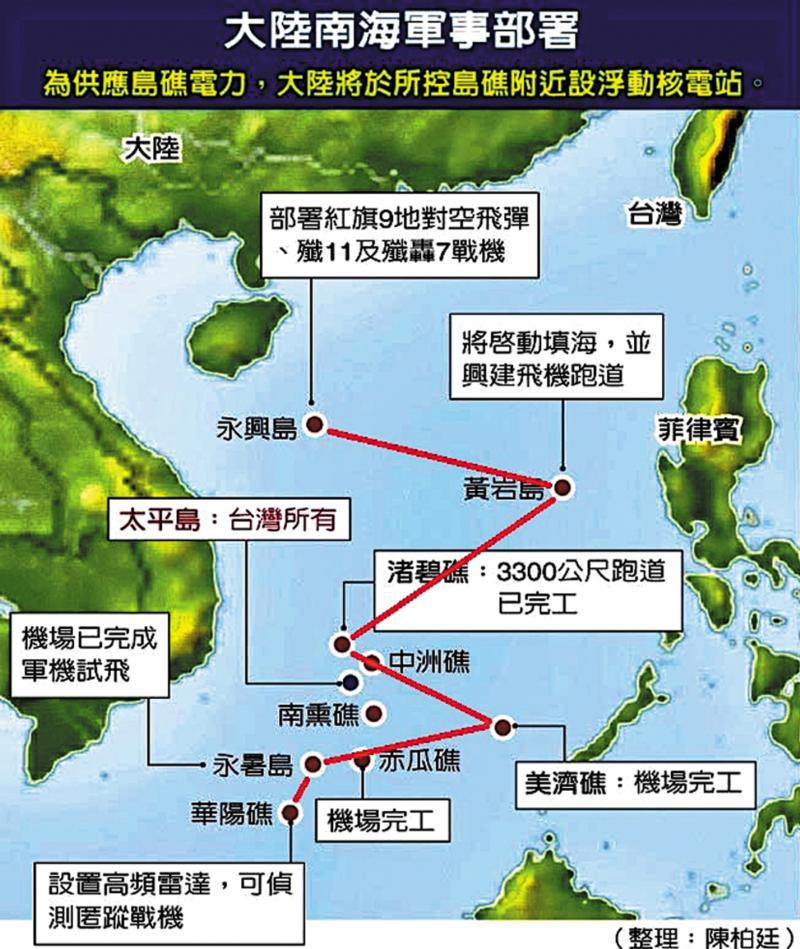 大陸南海軍事部署
為供應島礁電力，大陸將於所控島礁附近設浮動核電站。
大陸
台灣
部署紅旗9地對空飛彈
、殲11及殲轟7戰機
將啓動填海，並
興建飛機跑道
永興島
菲律賓
黃岩島
太平島：台灣所有
渚碧礁：3300公尺跑道
已完工
機場已完成
軍機試飛
中洲礁
南薰礁
永暑島
赤瓜礁
美濟礁：機場完工
華陽礁
機場完工
設置高頻雷達，可偵
測匿蹤戰機
（整理：陳柏廷）